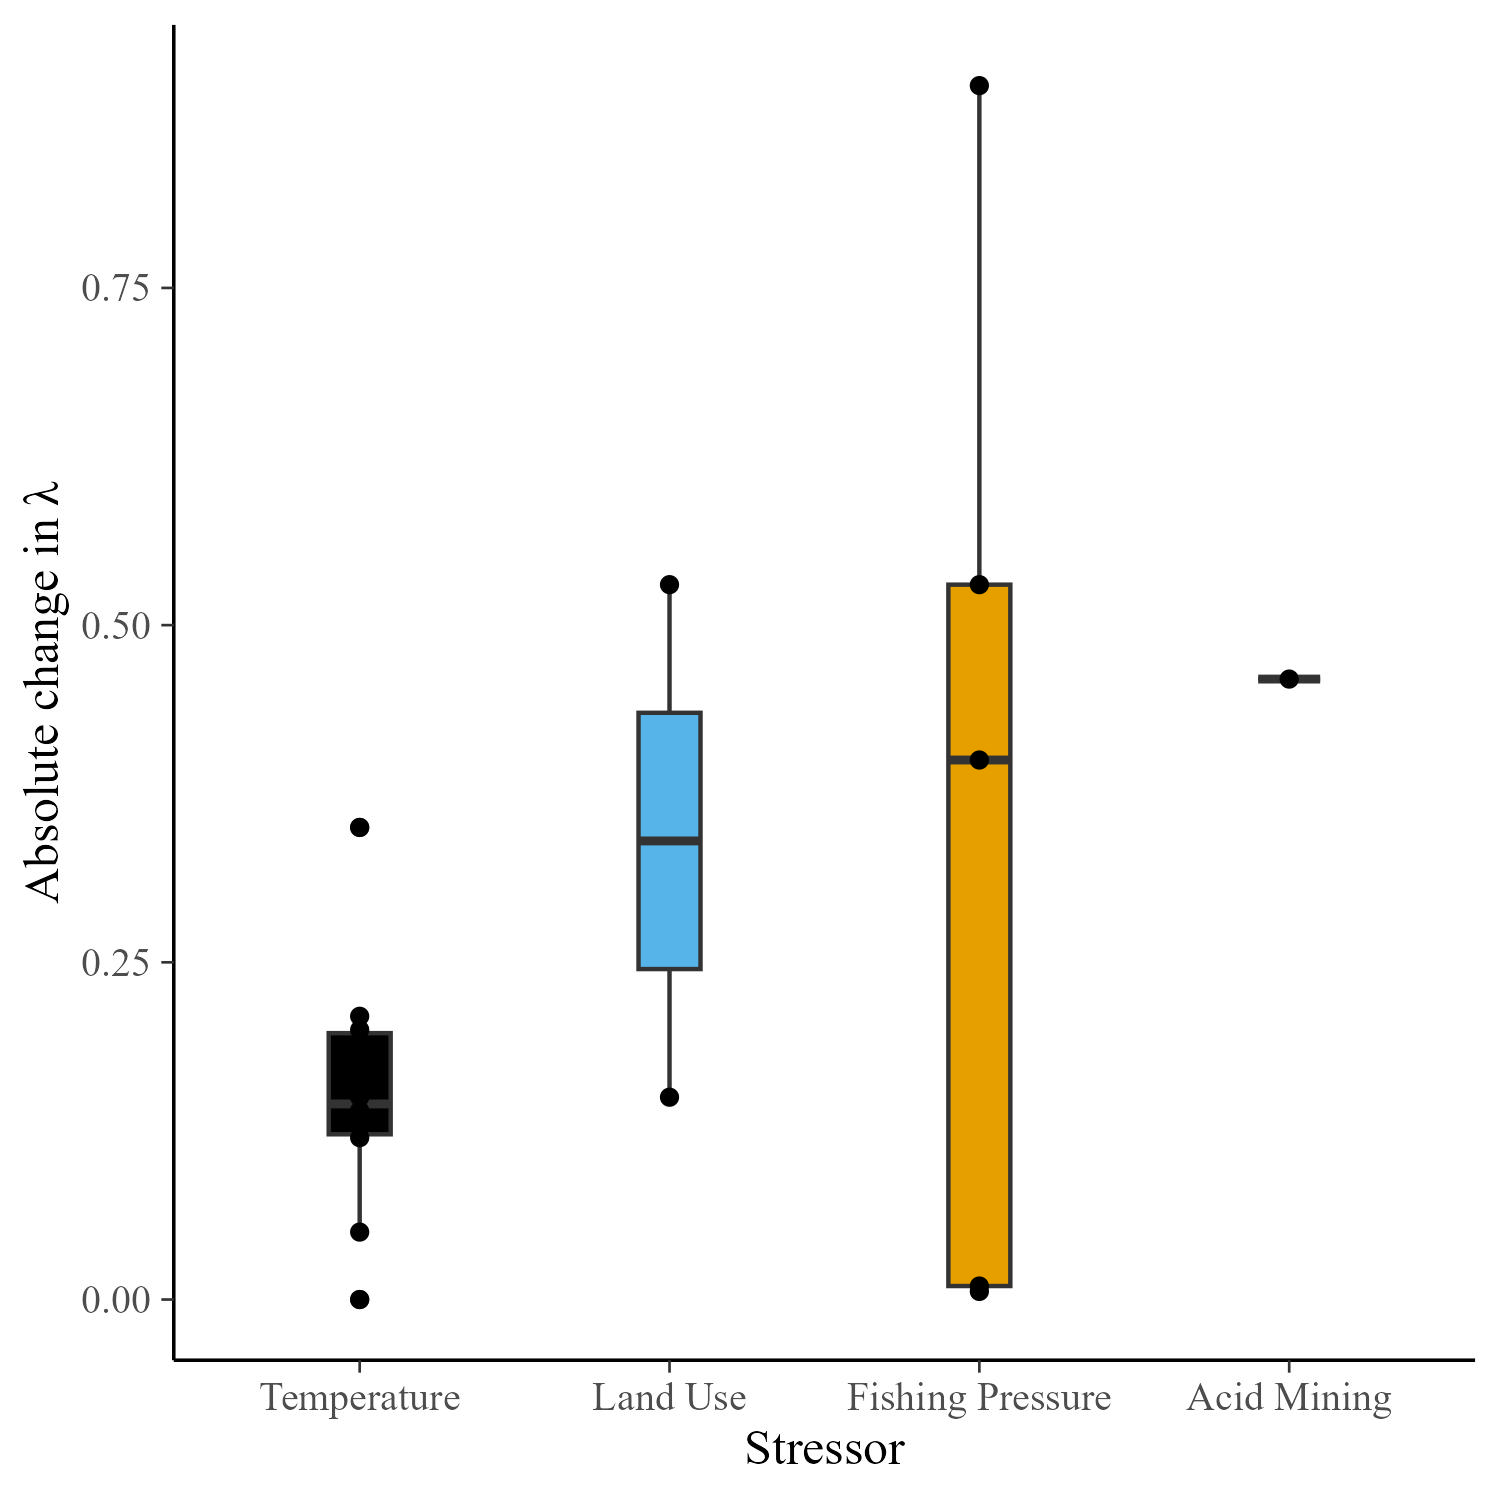 Absolute change in λ
0.75
0.50
0.25
0.00
Temperature
Land Use
Fishing Pressure
Acid Mining
Stressor